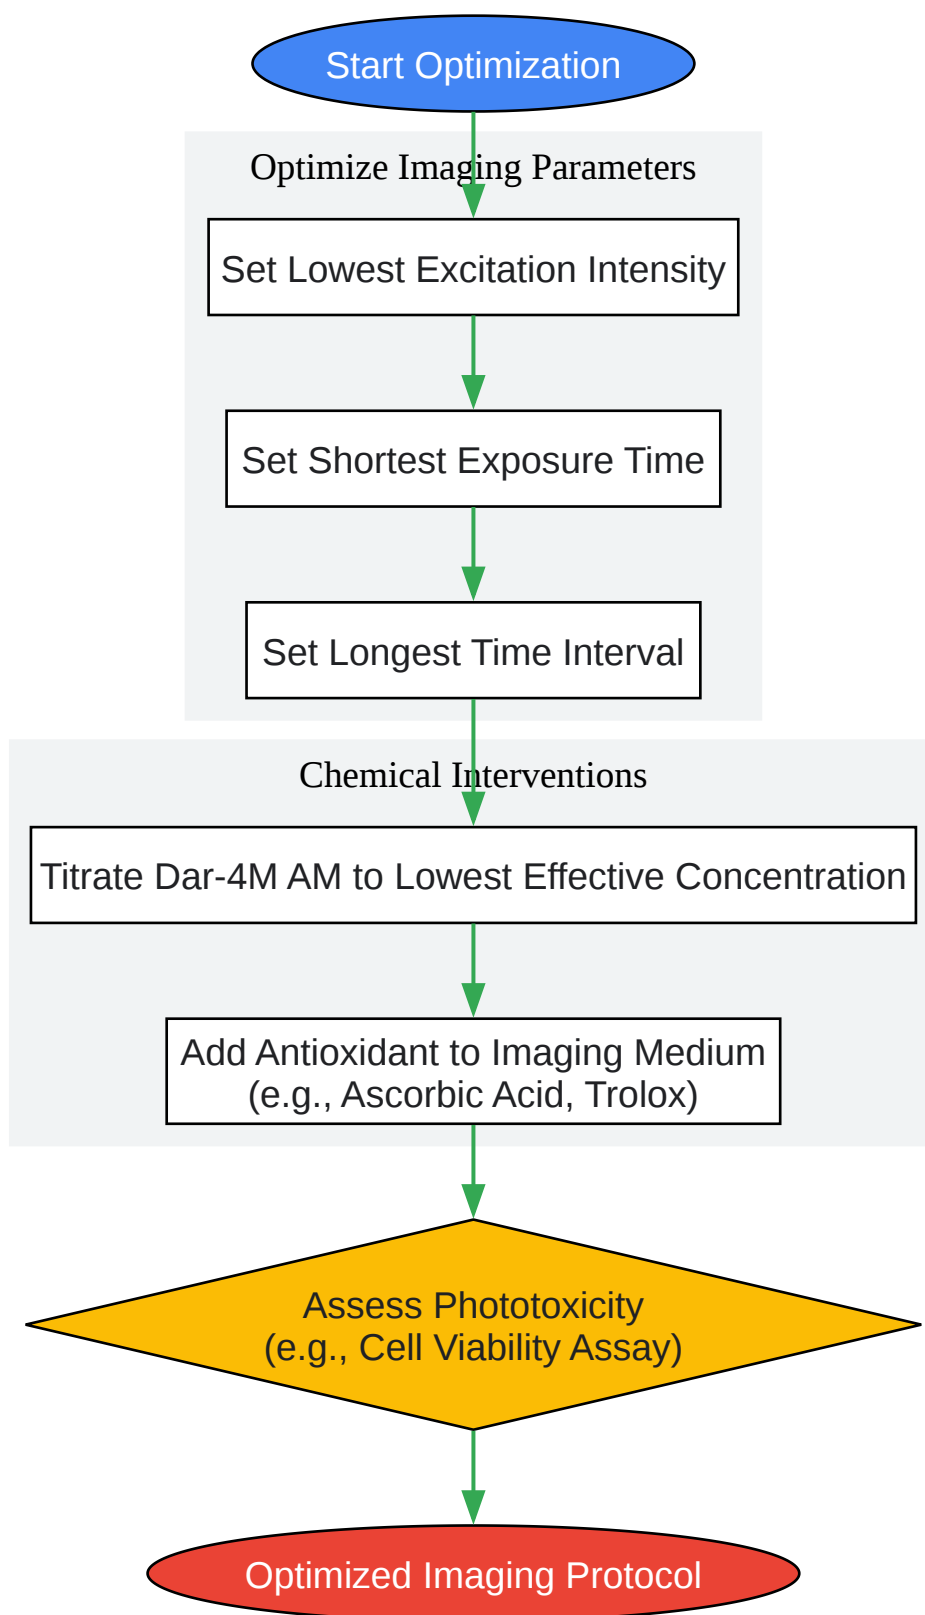 Start Optimization
Optimize Imaging Parameters
Set Lowest Excitation Intensity
Set Shortest Exposure Time
Set Longest Time Interval
Chemical Interventions
Titrate Dar-4M AM to Lowest Effective Concentration
Add Antioxidant to Imaging Medium
(e.g., Ascorbic Acid, Trolox)
Assess Phototoxicity
(e.g., Cell Viability Assay)
Optimized Imaging Protocol